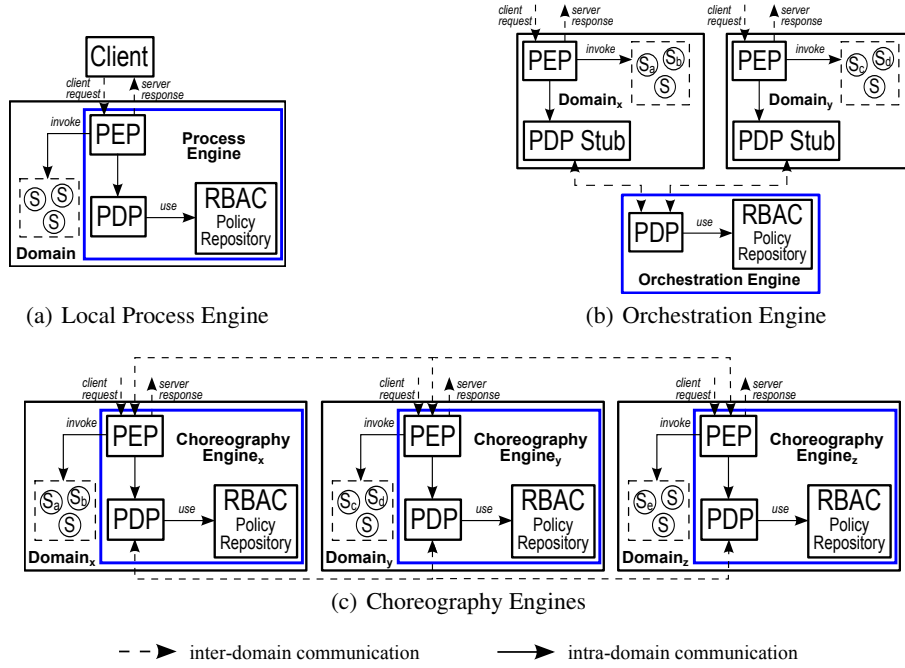 Client
client
request
server
response
invoke
PEP
Process
Engine
S S
S
PDP
use
RBAC
Policy
Repository
Domain
(a) Local Process Engine
client
request
server
response
PEP
invoke
Sa Sb
S
Domainx
PDP Stub
client
request
server
response
PEP
invoke
Sc Sd
S
Domainy
PDP Stub
PDP
use
RBAC
Policy
Repository
Orchestration Engine
(b) Orchestration Engine
client
request
server
response
invoke
PEP
Choreography
Enginex
Sa Sb
S
PDP
use
RBAC
Policy
Repository
Domainx
client
request
server
response
invoke
PEP
Choreography
Enginey
Sc Sd
S
PDP
use
RBAC
Policy
Repository
Domainy
client
request
server
response
invoke
PEP
Choreography
Enginez
Se S
S
PDP
use
RBAC
Policy
Repository
Domainz
(c) Choreography Engines
inter-domain communication
intra-domain communication